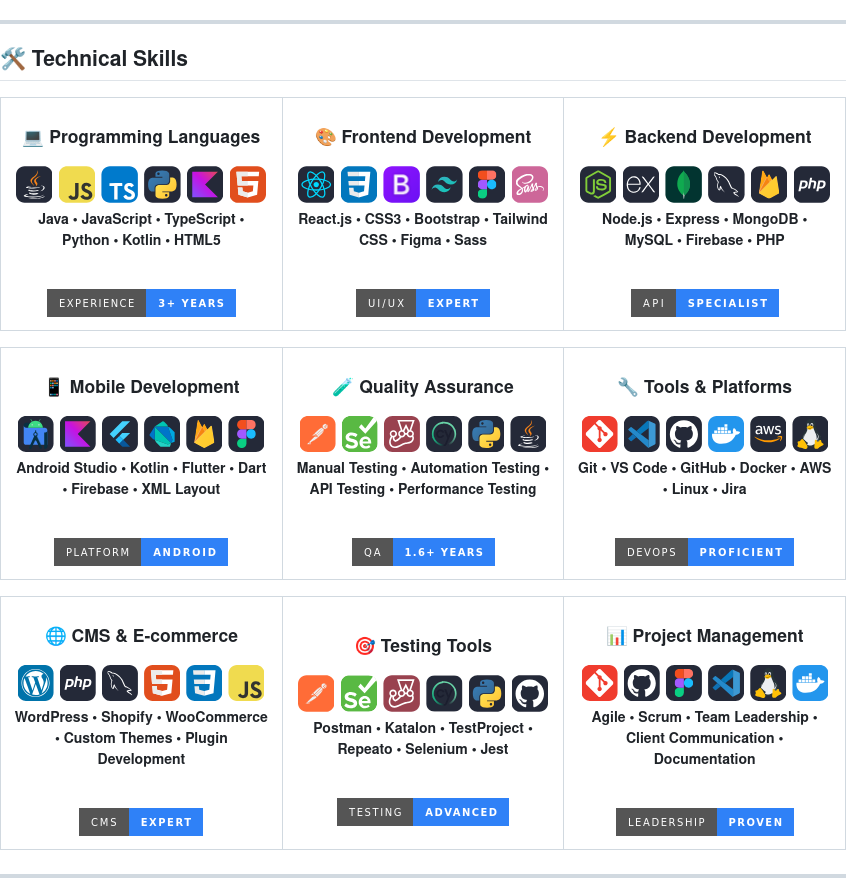 🛠️ Technical Skills
💻 Programming Languages
JS TS 5
Java • JavaScript • TypeScript •
Python • Kotlin • HTML5
EXPERIENCE 3+ YEARS
🎨 Frontend Development
3 B Sass
React.js • CSS3 • Bootstrap • Tailwind
CSS • Figma • Sass
UI/UX EXPERT
⚡ Backend Development
JS ex php
Node.js • Express • MongoDB •
MySQL • Firebase • PHP
API SPECIALIST
📱 Mobile Development
Android Studio • Kotlin • Flutter • Dart
• Firebase • XML Layout
PLATFORM ANDROID
🧪 Quality Assurance
Se
Manual Testing • Automation Testing •
API Testing • Performance Testing
QA 1.6+ YEARS
🔧 Tools & Platforms
aws
Git • VS Code • GitHub • Docker • AWS
• Linux • Jira
DEVOPS PROFICIENT
🌐 CMS & E-commerce
W php 5 3 JS
WordPress • Shopify • WooCommerce
• Custom Themes • Plugin
Development
CMS EXPERT
🎯 Testing Tools
Se
Postman • Katalon • TestProject •
Repeato • Selenium • Jest
TESTING ADVANCED
📊 Project Management
Agile • Scrum • Team Leadership •
Client Communication •
Documentation
LEADERSHIP PROVEN